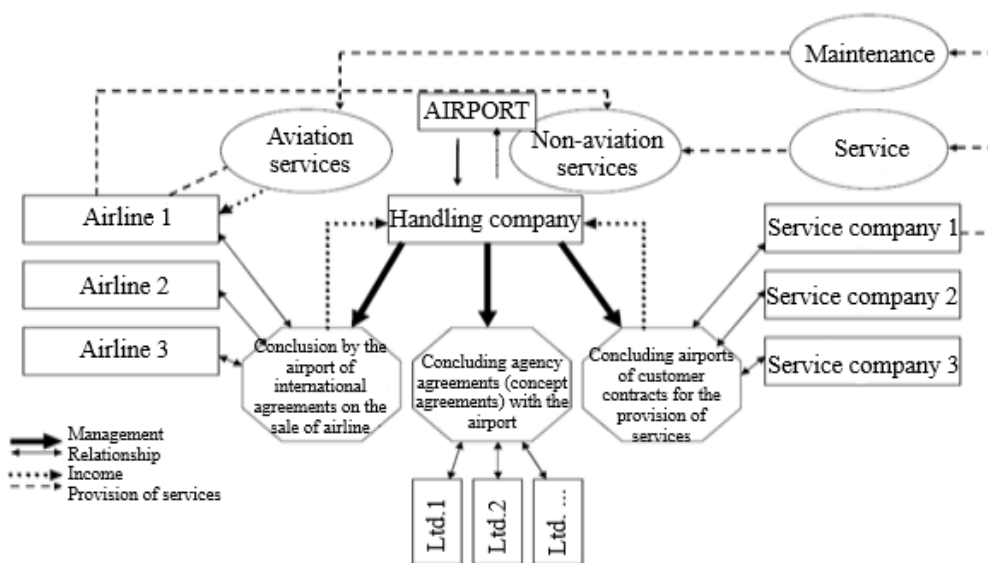 Maintenance
AIRPORT
Aviation
services
Non-aviation
services
Service
Airline 1
Handling company
Service company 1
Airline 2
Service company 2
Airline 3
Service company 3
Conclusion by the
airport of
international
agreements on the
sale of airline
Concluding agency
agreements (concept
agreements) with the
airport
Concluding airports
of customer
contracts for the
provision of
services
Management
Relationship
Income
Provision of services
Ltd.1
Ltd.2
Ltd. ...